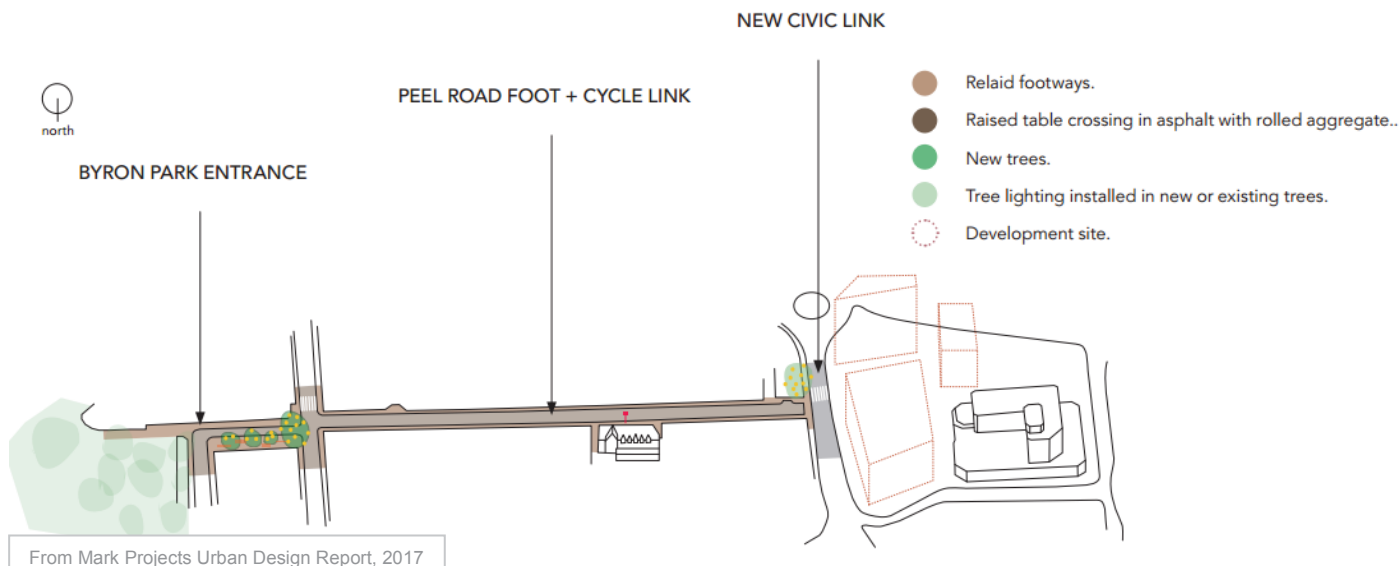 NEW CIVIC LINK
PEEL ROAD FOOT + CYCLE LINK
BYRON PARK ENTRANCE
north
Relaid footways.
Raised table crossing in asphalt with rolled aggregate..
New trees.
Tree lighting installed in new or existing trees.
Development site.
From Mark Projects Urban Design Report, 2017